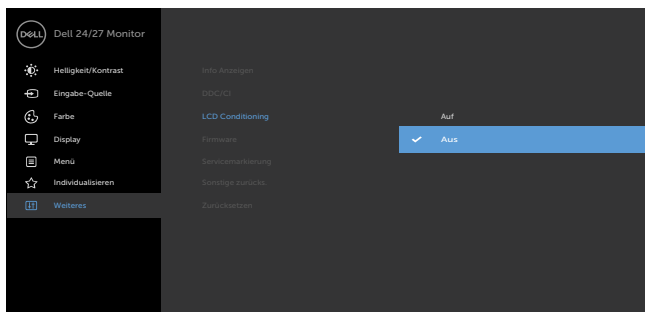 DELL Dell 24/27 Monitor
Helligkeit/Kontrast
Eingabe-Quelle
Farbe
Display
Menü
Individualisieren
Weiteres
Info Anzeigen
DDC/CI
LCD Conditioning
Firmware
Servicemarkierung
Sonstige zurücks.
Zurücksetzen
Auf
Aus